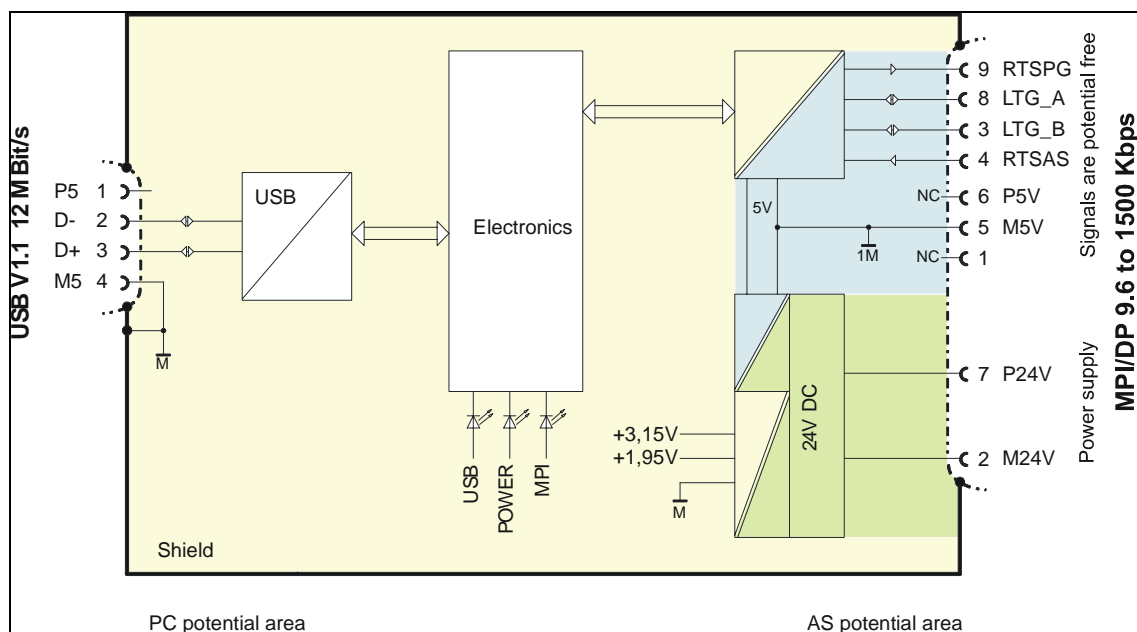 USB V1.1 12 MBit/s
P5 1
D- 2
D+ 3
M5 4
M
USB
Electronics
USB
POWER
MPI
5V
1M
NC
NC
24V DC
+3,15V
+1,95V
M
9 RTSPG
8 LTG_A
3 LTG_B
4 RTSAS
6 P5V
5 M5V
1
7 P24V
2 M24V
Signals are potential free
Power supply
MPI/DP 9.6 to 1500 Kbps
Shield
PC potential area
AS potential area